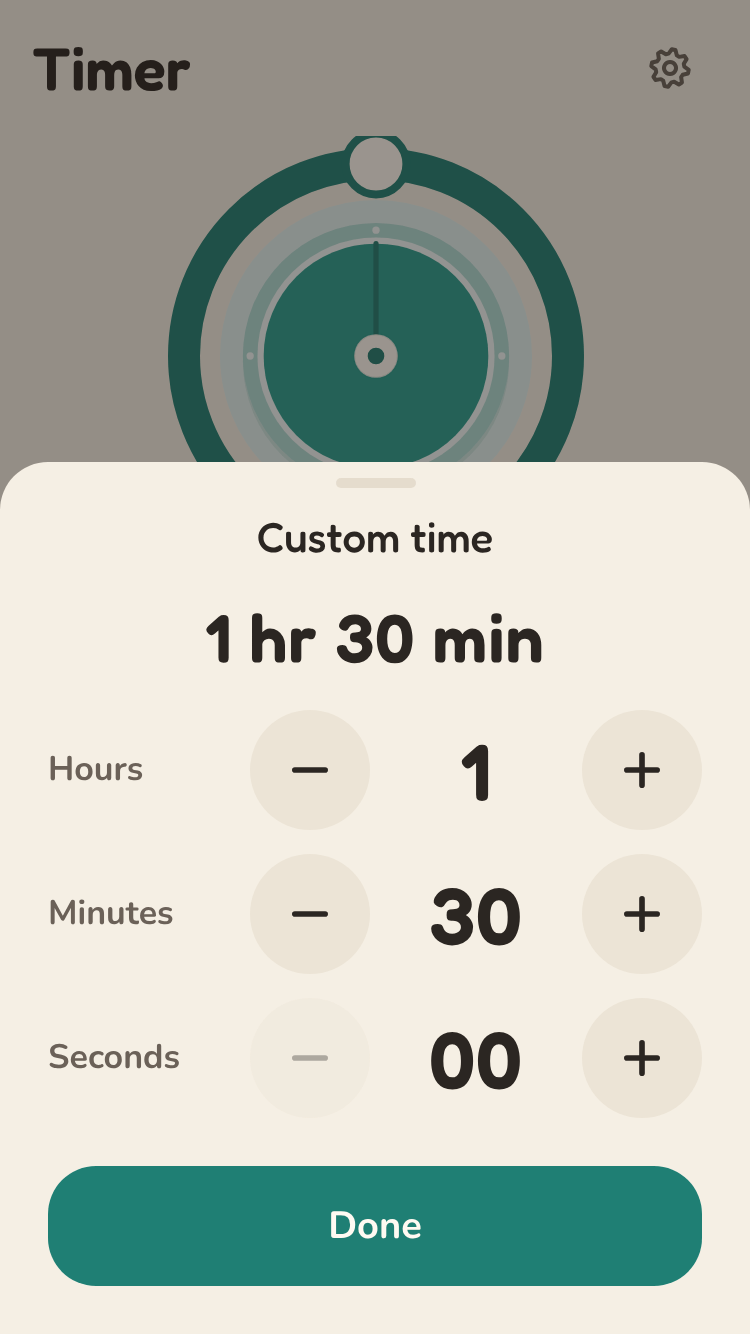 Timer
Custom time
1 hr 30 min
Hours
1
Minutes
30
Seconds
00
Done